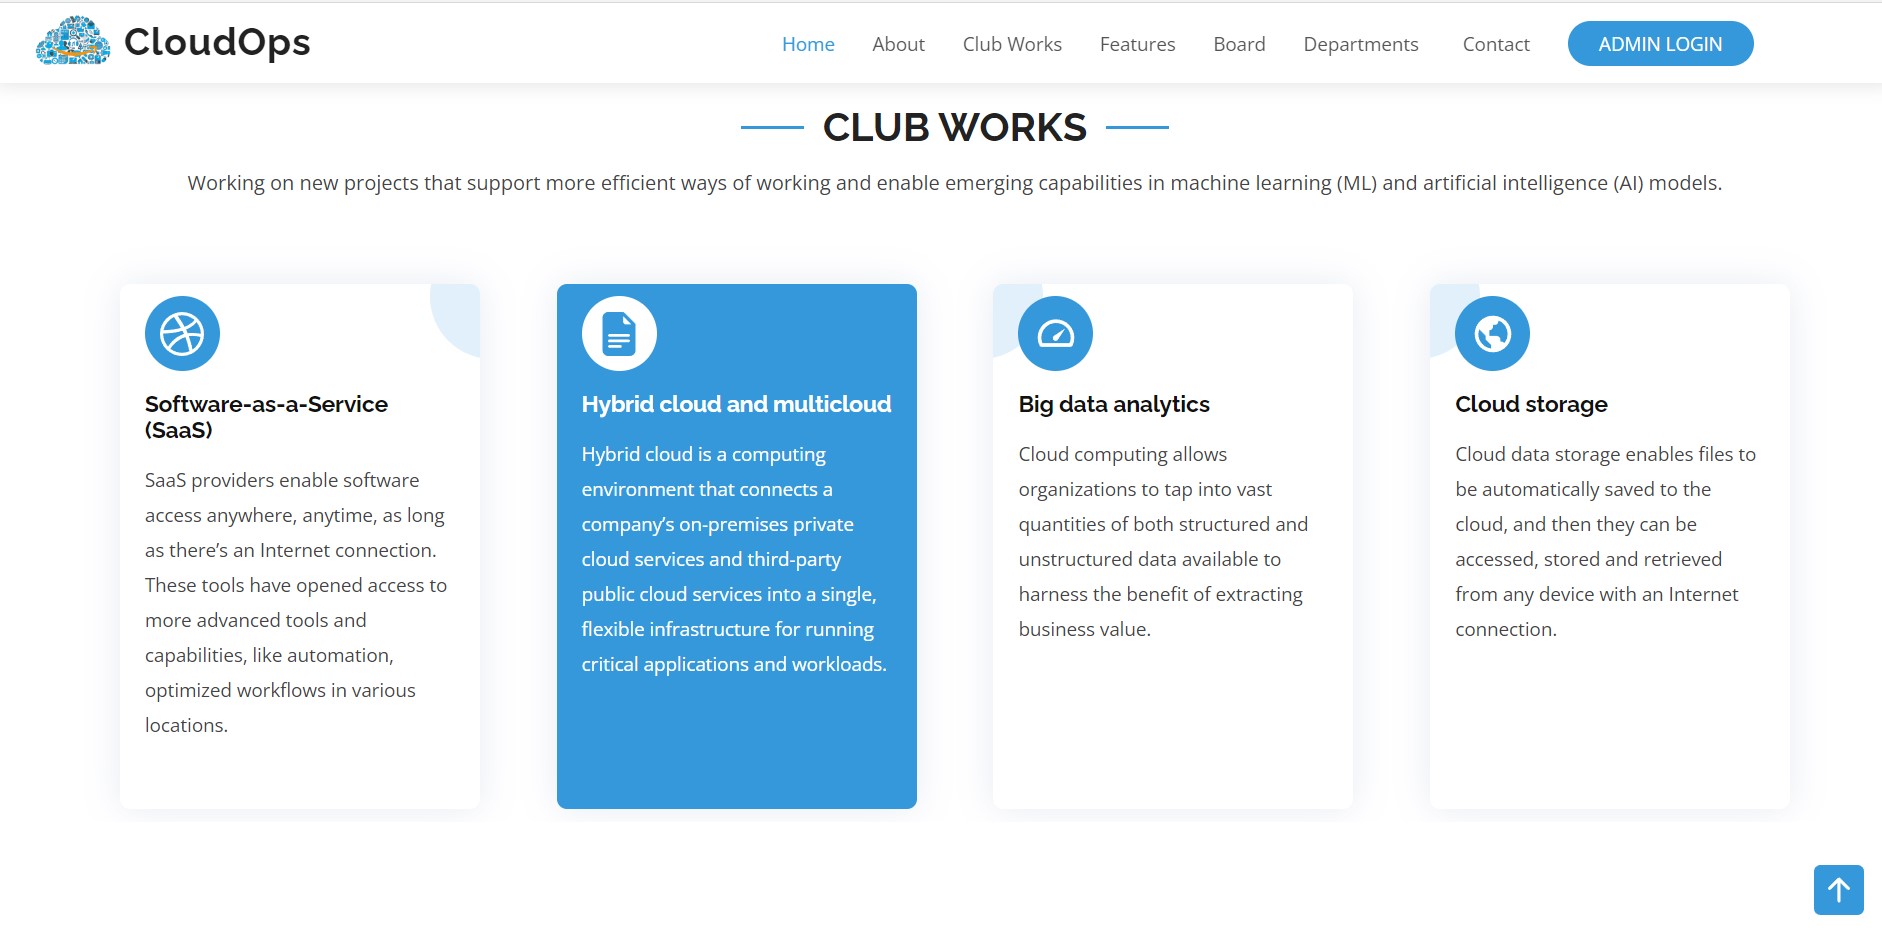 CloudOps
Home About Club Works Features Board Departments Contact ADMIN LOGIN
CLUB WORKS
Working on new projects that support more efficient ways of working and enable emerging capabilities in machine learning (ML) and artificial intelligence (AI) models.
Software-as-a-Service
(SaaS)
SaaS providers enable software
access anywhere, anytime, as long
as there’s an Internet connection.
These tools have opened access to
more advanced tools and
capabilities, like automation,
optimized workflows in various
locations.
Hybrid cloud and multicloud
Hybrid cloud is a computing
environment that connects a
company’s on-premises private
cloud services and third-party
public cloud services into a single,
flexible infrastructure for running
critical applications and workloads.
Big data analytics
Cloud computing allows
organizations to tap into vast
quantities of both structured and
unstructured data available to
harness the benefit of extracting
business value.
Cloud storage
Cloud data storage enables files to
be automatically saved to the
cloud, and then they can be
accessed, stored and retrieved
from any device with an Internet
connection.